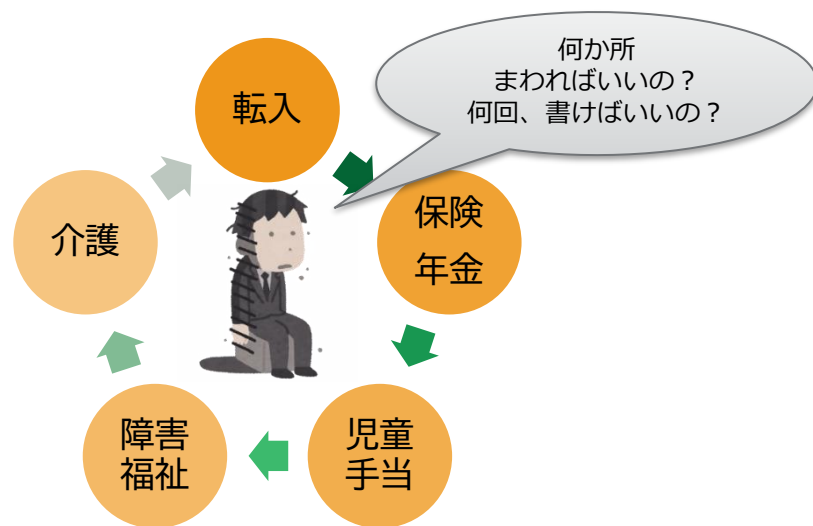 何か所
まわればいいの？
何回、書けばいいの？
転入
保険
年金
児童
手当
障害
福祉
介護